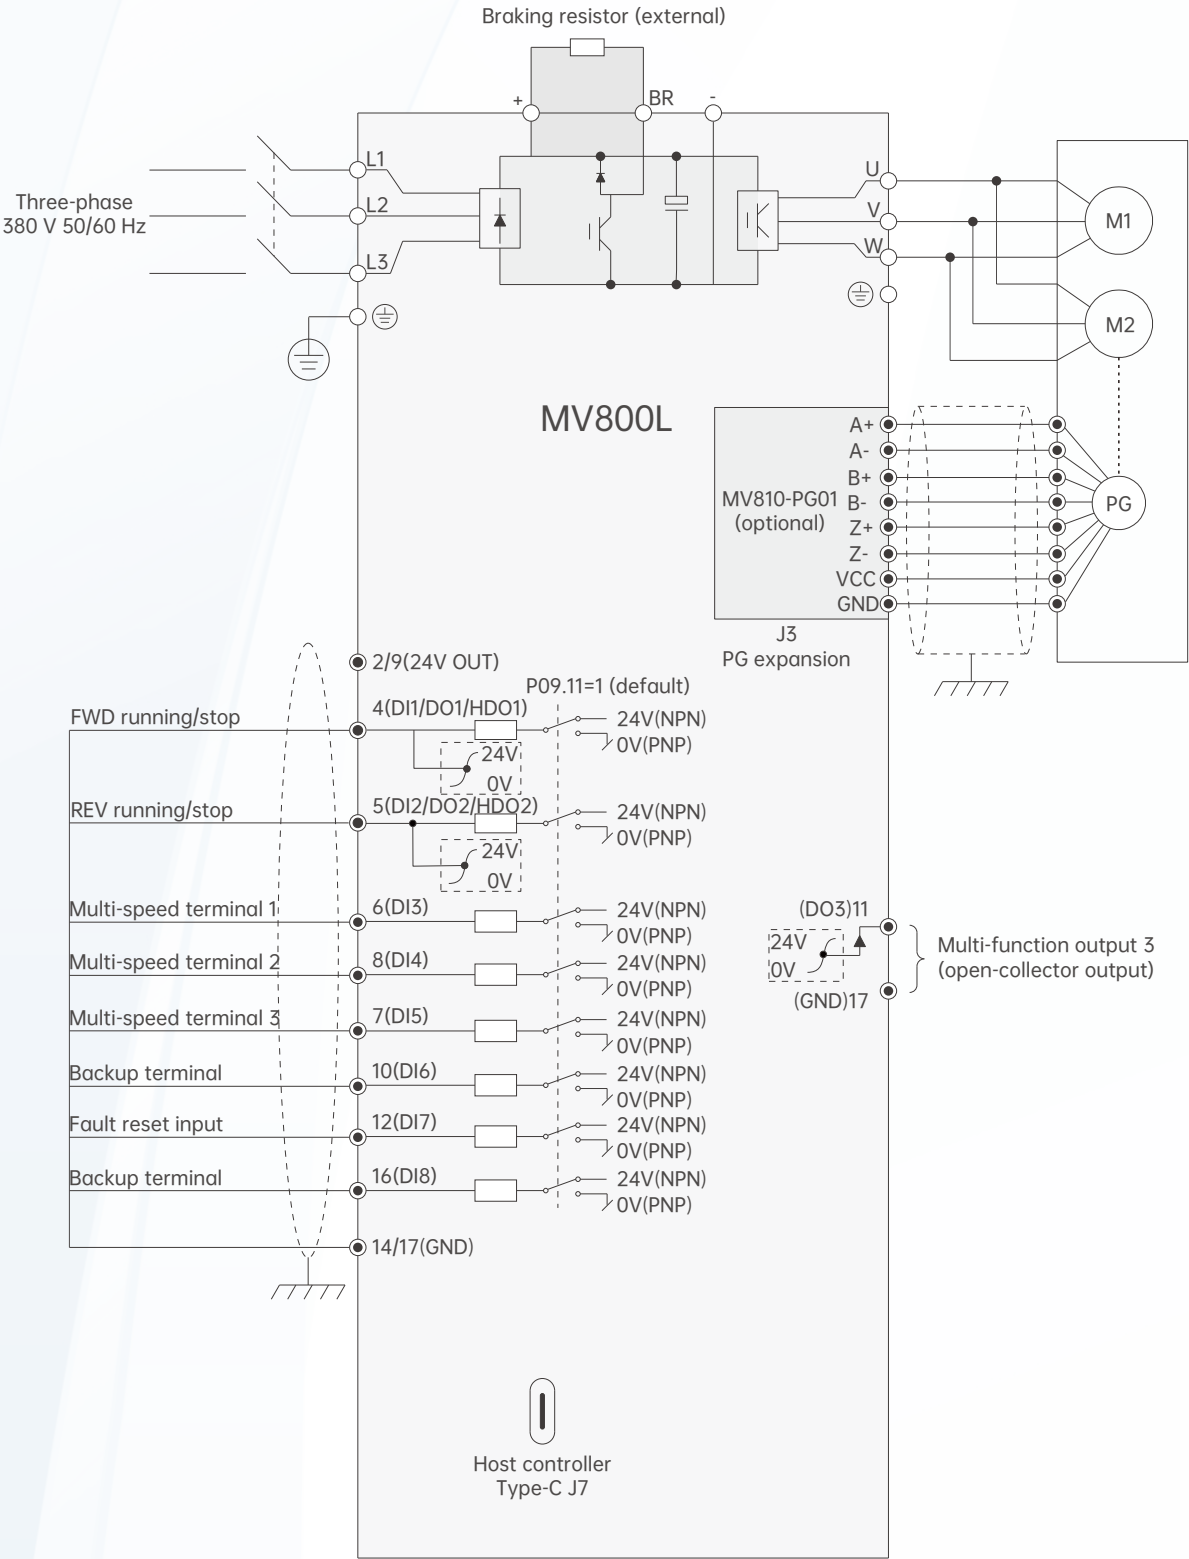 Braking resistor (external)
+
BR
-
L1
L2
L3
Three-phase
380 V 50/60 Hz
U
V
W
M1
M2
MV800L
A+
A-
B+
B-
Z+
Z-
VCC
GND
MV810-PG01
(optional)
PG
J3
PG expansion
2/9(24V OUT)
P09.11=1 (default)
FWD running/stop
4(DI1/DO1/HDO1)
24V(NPN)
0V(PNP)
24V
0V
REV running/stop
5(DI2/DO2/HDO2)
24V(NPN)
0V(PNP)
24V
0V
Multi-speed terminal 1
6(DI3)
24V(NPN)
0V(PNP)
Multi-speed terminal 2
8(DI4)
24V(NPN)
0V(PNP)
Multi-speed terminal 3
7(DI5)
24V(NPN)
0V(PNP)
Backup terminal
10(DI6)
24V(NPN)
0V(PNP)
Fault reset input
12(DI7)
24V(NPN)
0V(PNP)
Backup terminal
16(DI8)
24V(NPN)
0V(PNP)
14/17(GND)
(DO3)11
24V
0V
(GND)17
Multi-function output 3
(open-collector output)
Host controller
Type-C J7